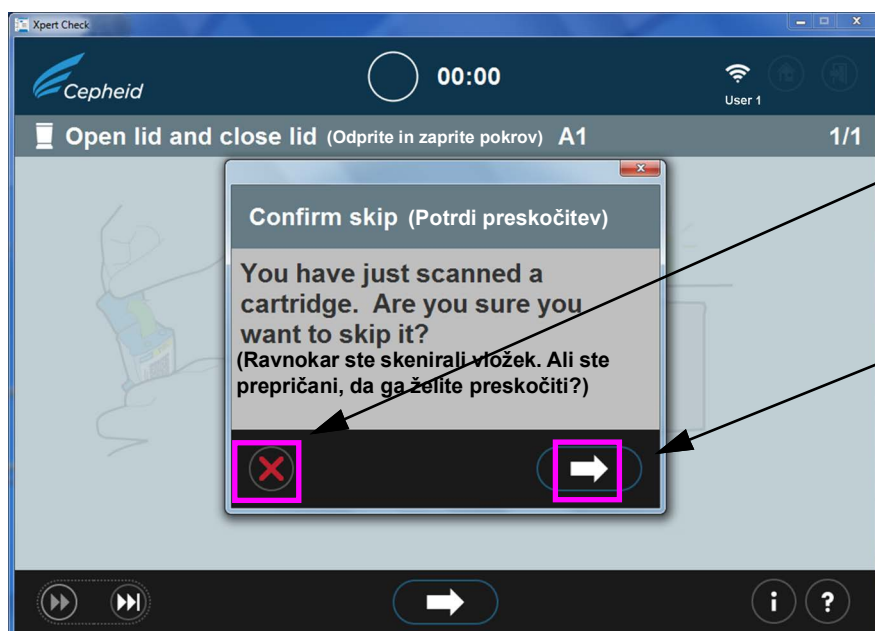 Xpert Check
Cepheid
00:00
User 1
Open lid and close lid (Odprite in zaprite pokrov) A1 1/1
Confirm skip (Potrdi preskočitev)
You have just scanned a
cartridge. Are you sure you
want to skip it?
(Ravnokar ste skenirali vložek. Ali ste
prepričani, da ga želite preskočiti?)
i ?